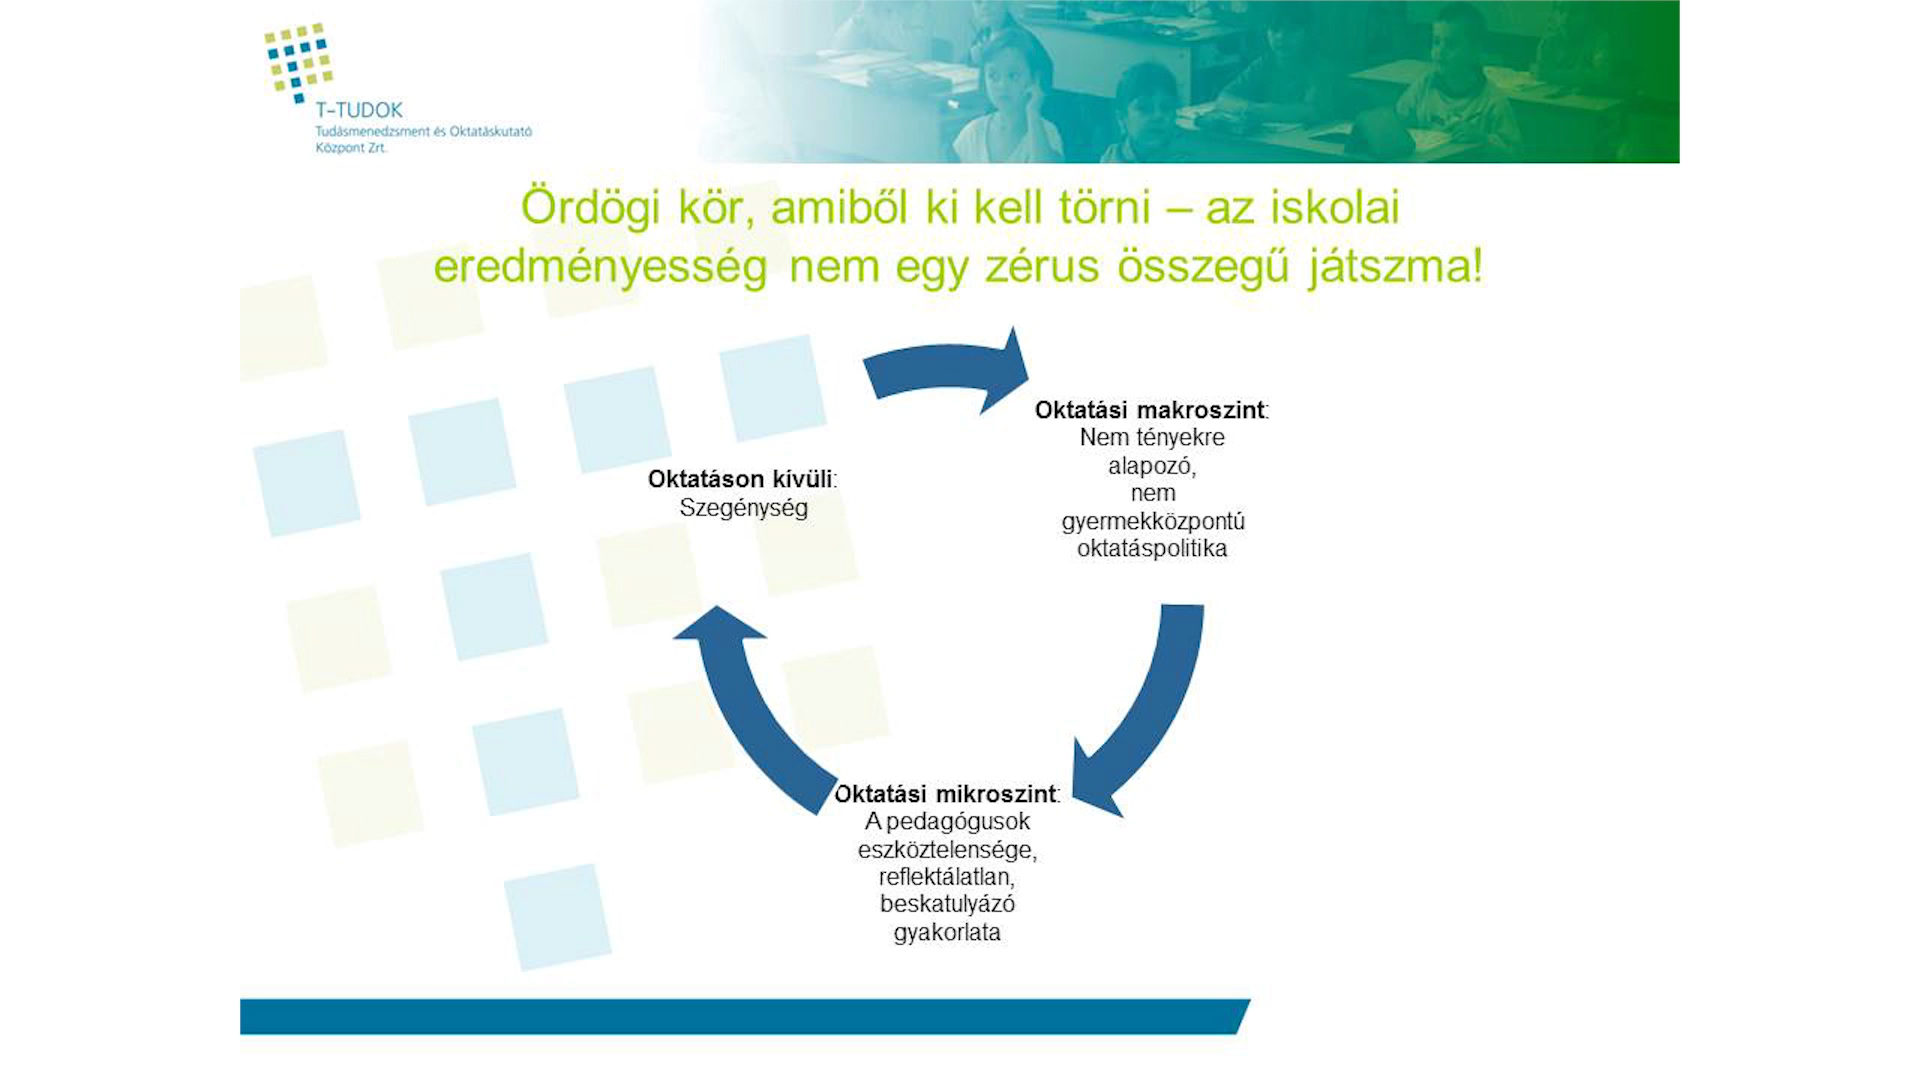 T-TUDOK
Tudásmenedzsment és Oktatáskutató
Központ Zrt.
Ördögi kör, amiből ki kell törni – az iskolai
eredményesség nem egy zérus összegű játszma!
Oktatási makroszint:
Nem tényekre
alapozó,
nem
gyermekközpontú
oktatáspolitika
Oktatáson kívüli:
Szegénység
Oktatási mikroszint:
A pedagógusok
eszköztelensége,
reflektálatlan,
beskatulyázó
gyakorlata